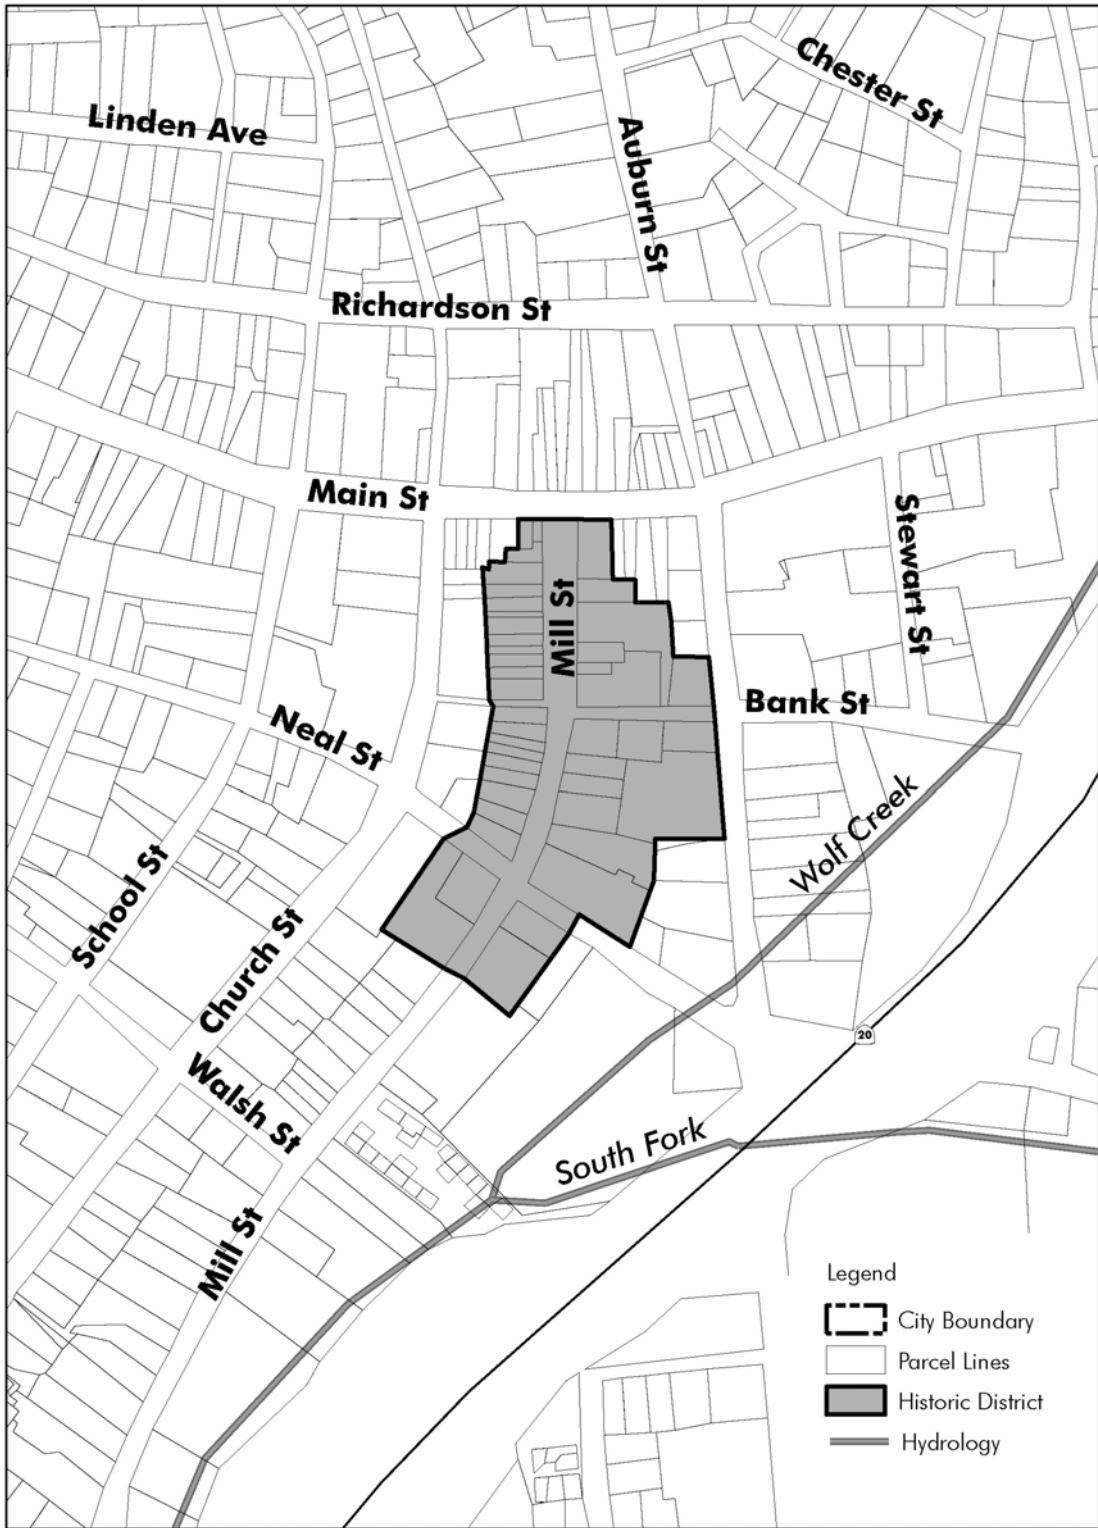 Chester St
Linden Ave
Auburn St
Richardson St
Main St
Stewart St
Mill St
Bank St
Neal St
Wolf Creek
School St
Church St
20
Walsh St
South Fork
Mill St
Legend
City Boundary
Parcel Lines
Historic District
Hydrology